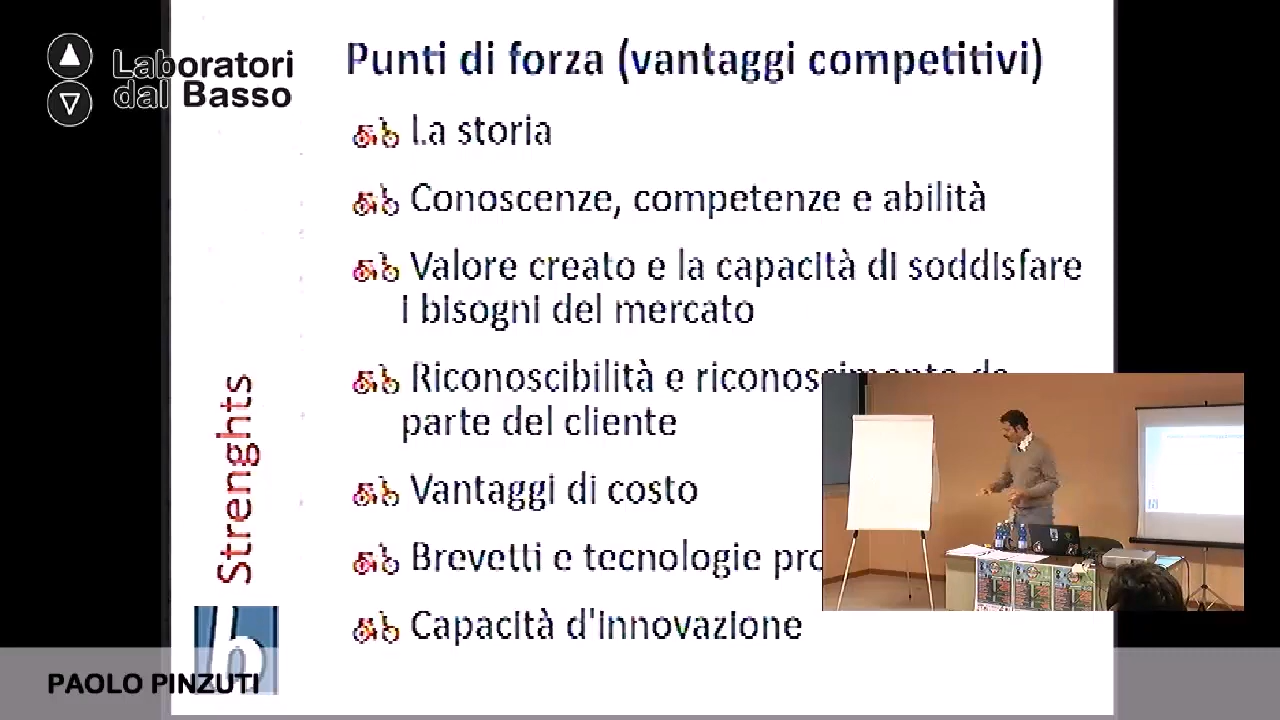 Laboratori
dal Basso
Punti di forza (vantaggi competitivi)
La storia
Conoscenze, competenze e abilità
Valore creato e la capacità di soddisfare
i bisogni del mercato
Riconoscibilità e riconoscimento da
parte del cliente
Vantaggi di costo
Brevetti e tecnologie pro
Capacità d'innovazione
Strenghts
b
PAOLO PINZUTI